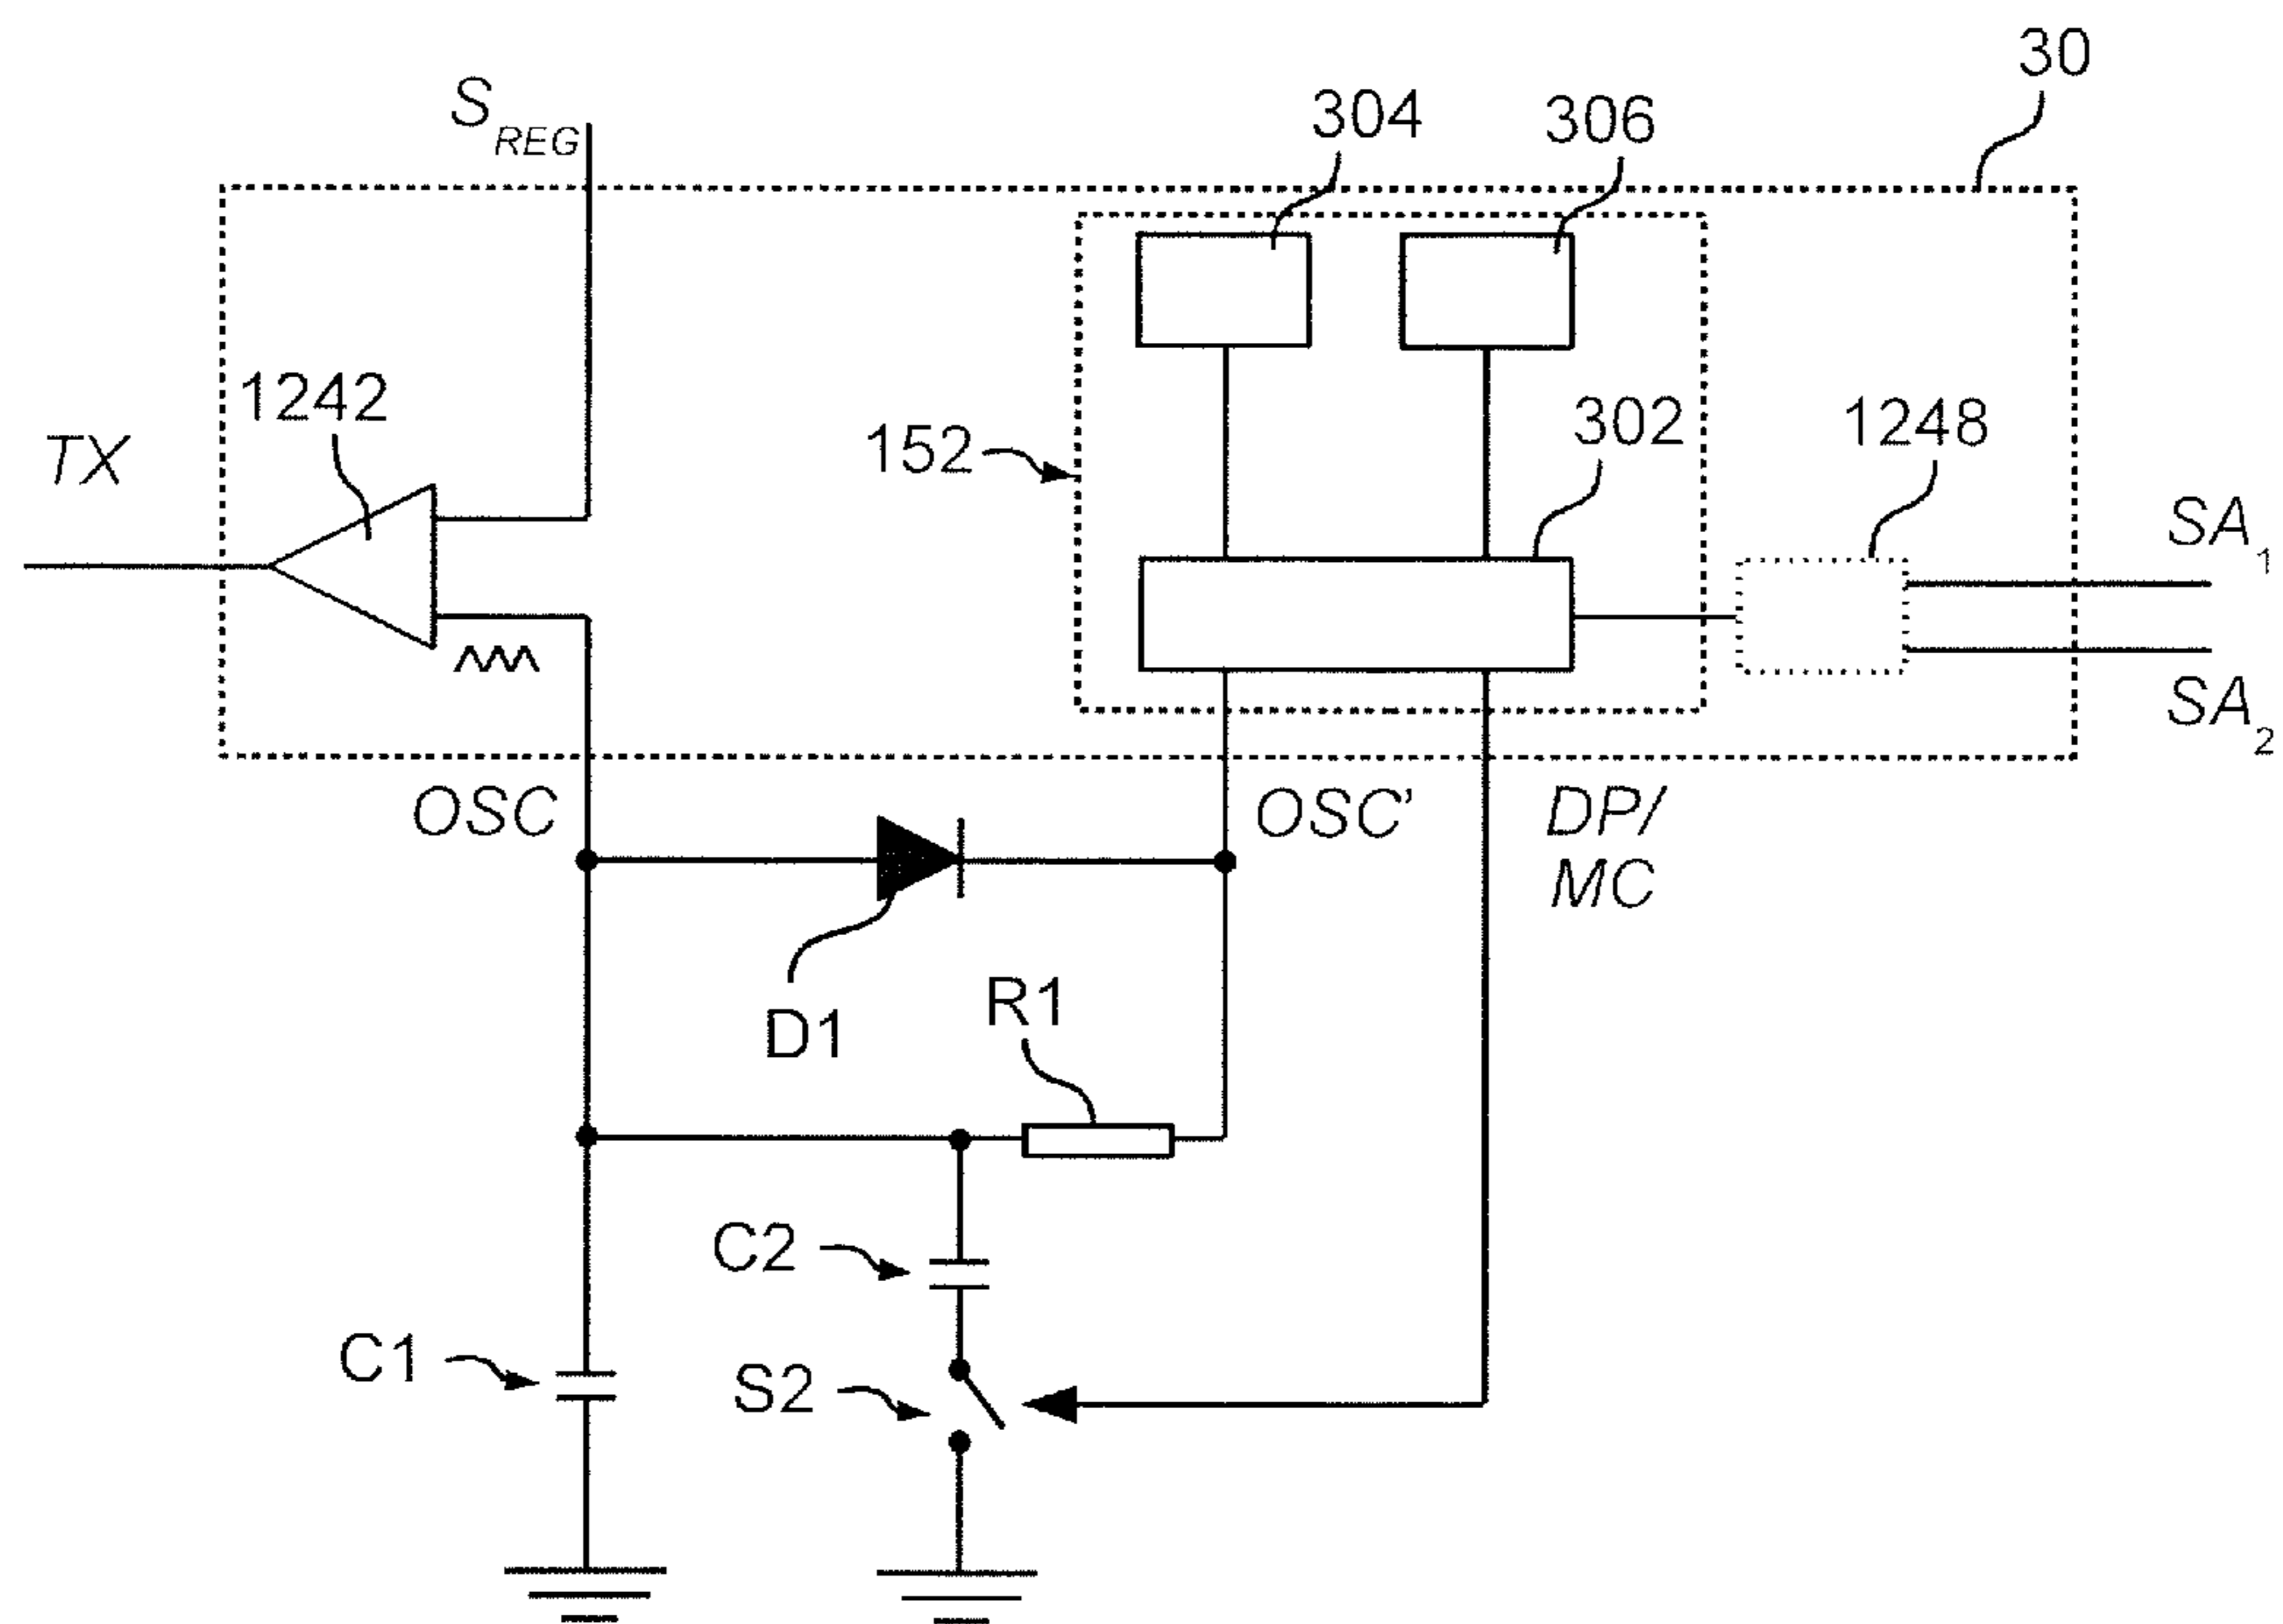 30
S REG
304
306
1242
TX
152
302
1248
SA1
SA2
OSC
OSC’
DP/
MC
D1
R1
C2
C1
S2